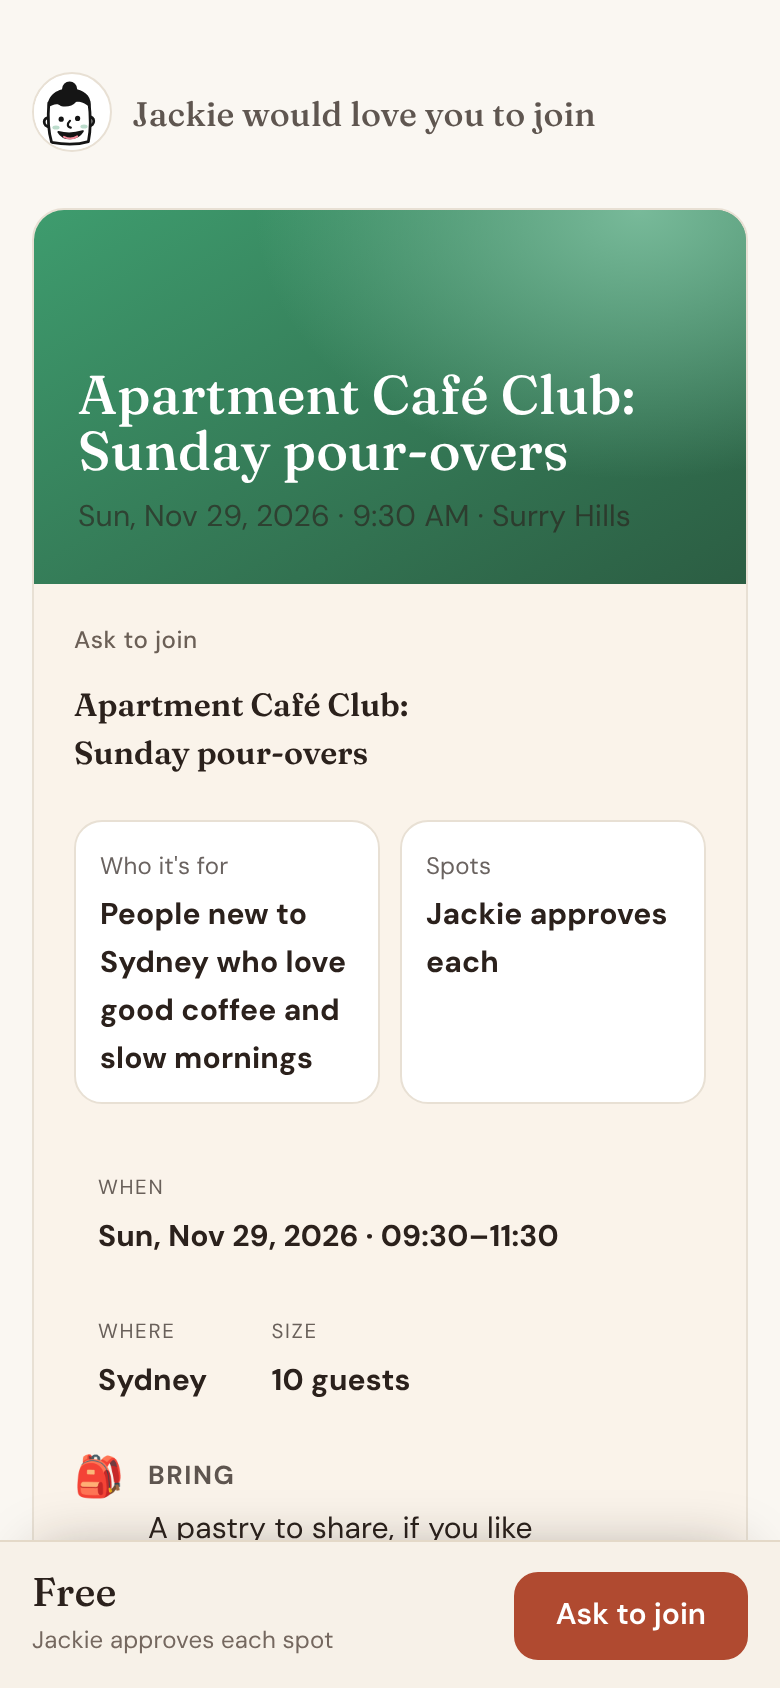 Jackie would love you to join
Apartment Café Club:
Sunday pour-overs
Sun, Nov 29, 2026 · 9:30 AM · Surry Hills
Ask to join
Apartment Café Club:
Sunday pour-overs
Who it's for
People new to
Sydney who love
good coffee and
slow mornings
Spots
Jackie approves
each
WHEN
Sun, Nov 29, 2026 · 09:30–11:30
WHERE
Sydney
SIZE
10 guests
BRING
A pastry to share, if you like
Free
Jackie approves each spot
Ask to join